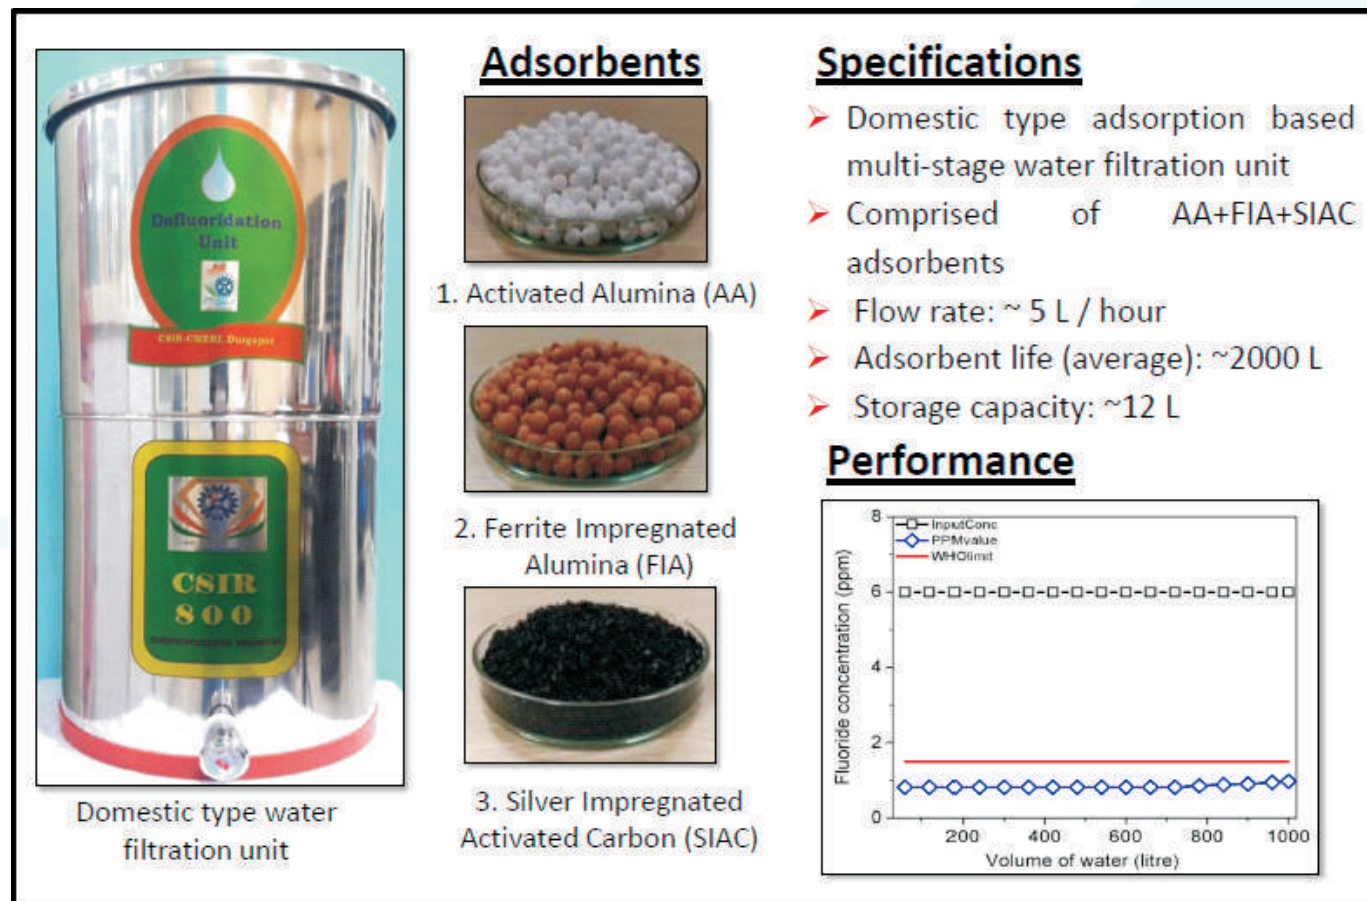 Defluoridation
Unit
CSIR-CMERI Durgapur
CSIR
800
Domestic type water
filtration unit
Adsorbents
1. Activated Alumina (AA)
2. Ferrite Impregnated
Alumina (FIA)
3. Silver Impregnated
Activated Carbon (SIAC)
Specifications
➢ Domestic type adsorption based
multi-stage water filtration unit
➢ Comprised of AA+FIA+SIAC
adsorbents
➢ Flow rate: ~ 5 L / hour
➢ Adsorbent life (average): ~2000 L
➢ Storage capacity: ~12 L
Performance
InputConc
PPMvalue
WHOlimit
Fluoride concentration (ppm)
8
6
4
2
0
200 400 600 800 1000
Volume of water (litre)